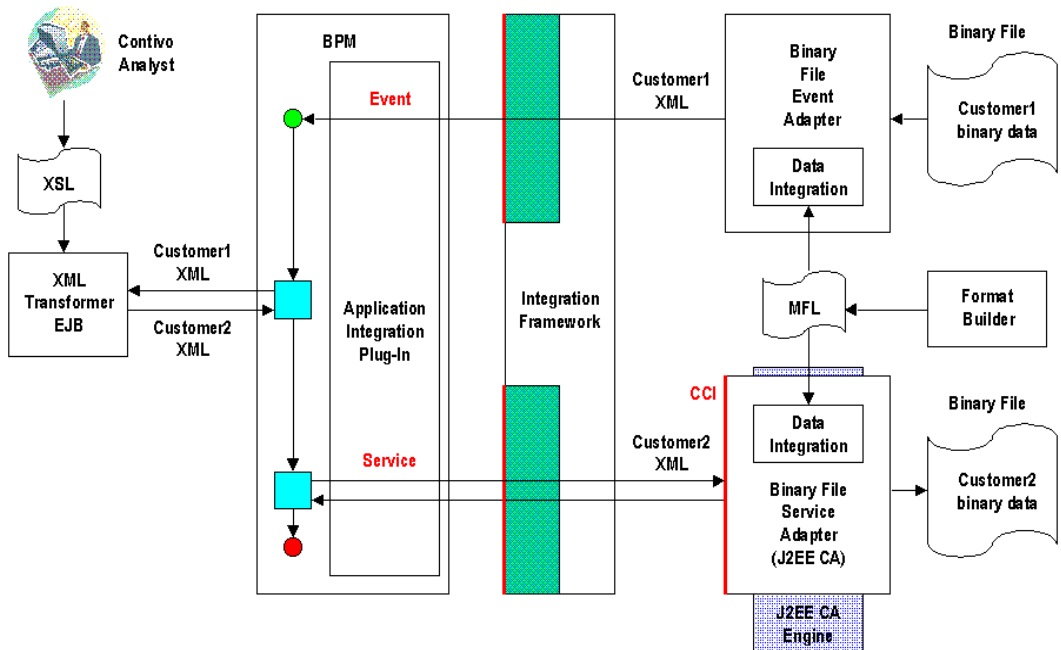 Contivo
Analyst
XSL
XML
Transformer
EJB
Customer1
XML
Customer2
XML
BPM
Event
Application
Integration
Plug-In
Service
Integration
Framework
Customer1
XML
Customer2
XML
Binary
File
Event
Adapter
Data
Integration
Binary File
Customer1
binary data
MFL
Format
Builder
CCI
Data
Integration
Binary File
Service
Adapter
(J2EE CA)
J2EE CA
Engine
Binary File
Customer2
binary data